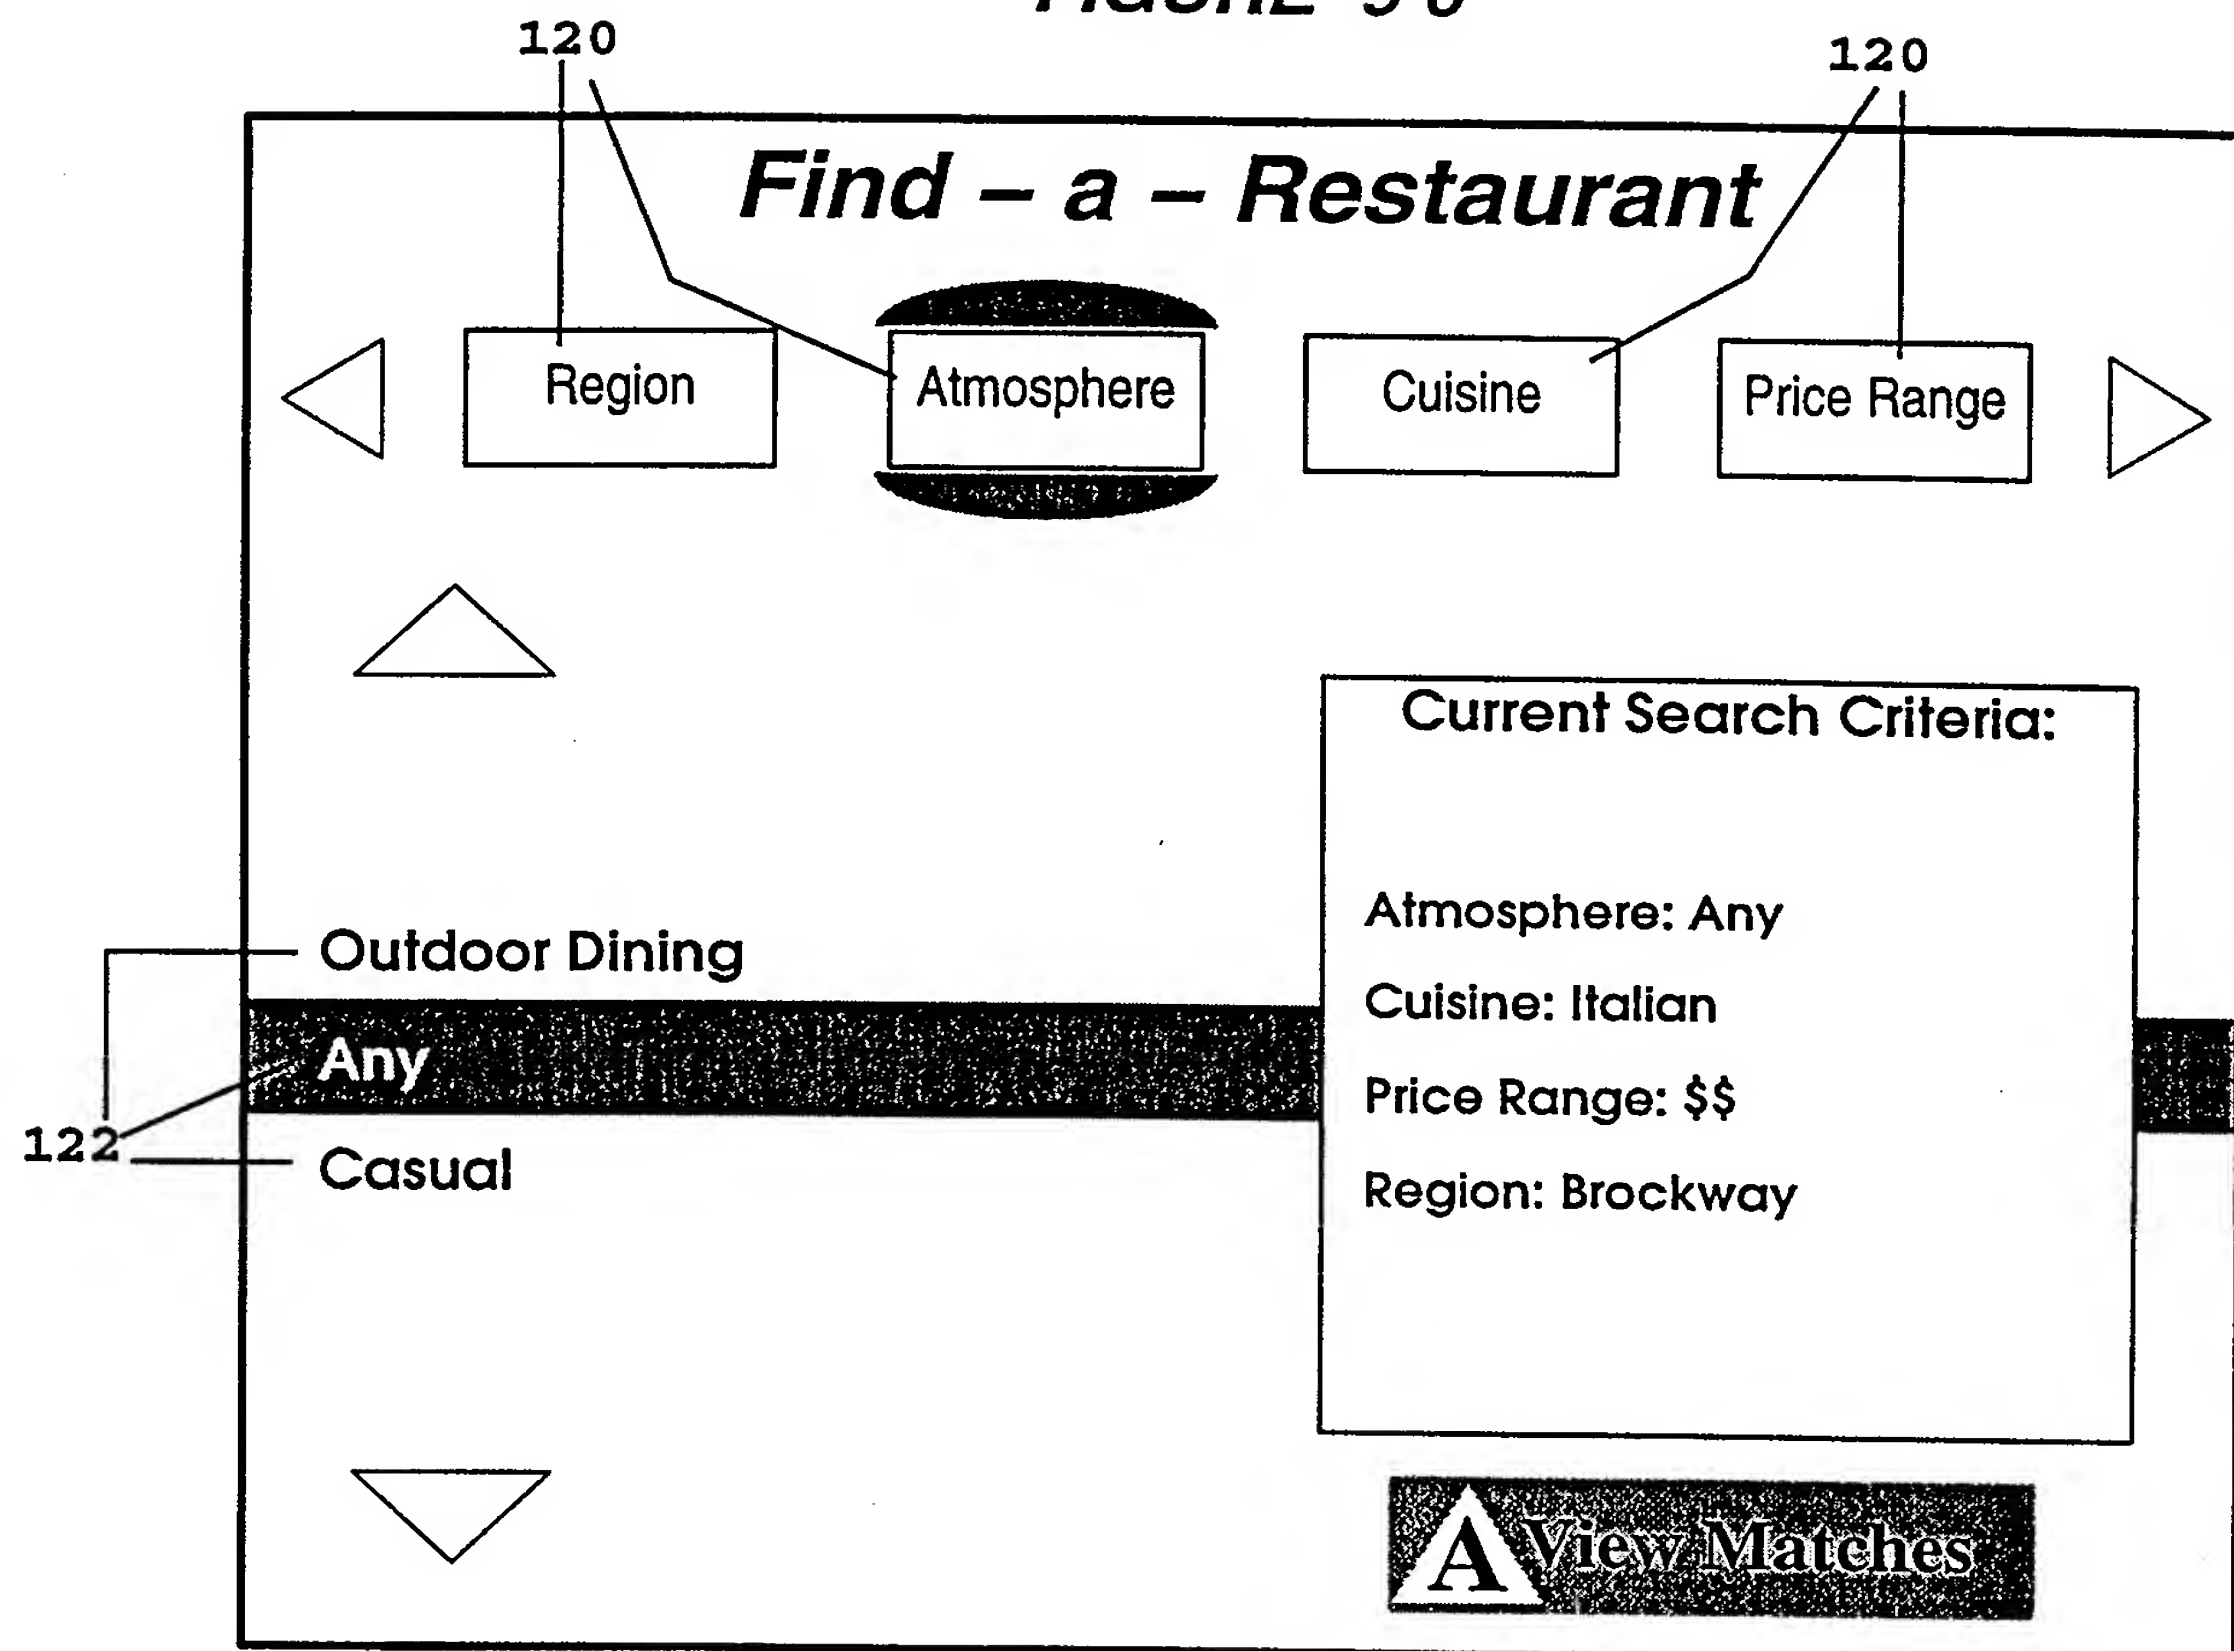 120
120
Find – a – Restaurant
Region
Atmosphere
Cuisine
Price Range
Current Search Criteria:
Atmosphere: Any
Cuisine: Italian
Price Range: $$
Region: Brockway
Outdoor Dining
Any
Casual
122
A View Matches